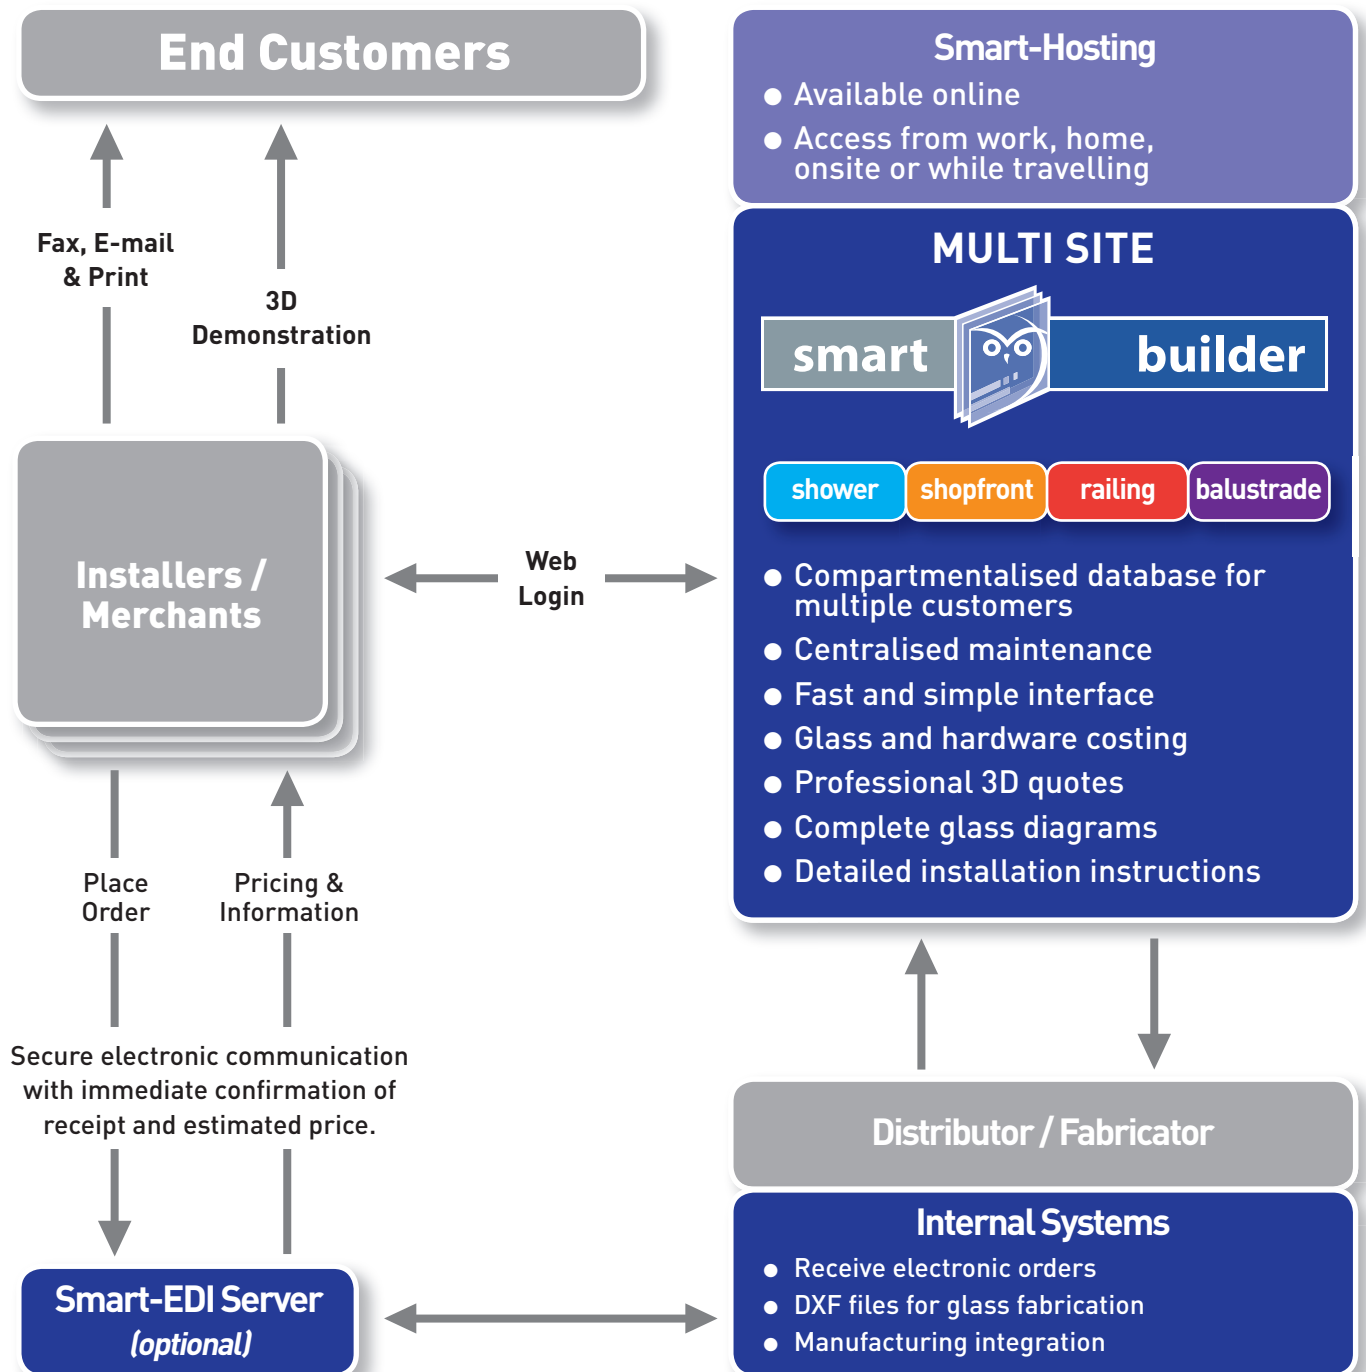 End Customers
Fax, E-mail
& Print
3D
Demonstration
Installers /
Merchants
Web
Login
Place
Order
Pricing &
Information
Secure electronic communication
with immediate confirmation of
receipt and estimated price.
Smart-EDI Server
(optional)
Smart-Hosting
● Available online
● Access from work, home,
onsite or while travelling
MULTI SITE
smart builder
shower shopfront railing balustrade
● Compartmentalised database for
multiple customers
● Centralised maintenance
● Fast and simple interface
● Glass and hardware costing
● Professional 3D quotes
● Complete glass diagrams
● Detailed installation instructions
Distributor / Fabricator
Internal Systems
● Receive electronic orders
● DXF files for glass fabrication
● Manufacturing integration